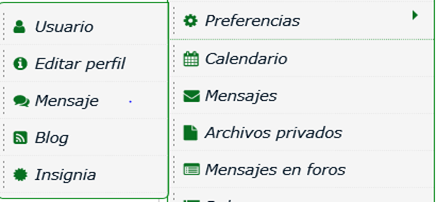 Usuario
Editar perfil
Mensaje
Blog
Insignia
Preferencias
Calendario
Mensajes
Archivos privados
Mensajes en foros